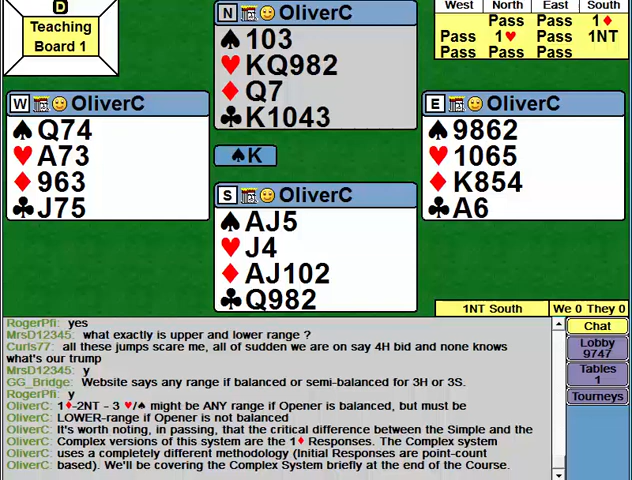 D
Teaching
Board 1
N OliverC
♠ 103
♥ KQ982
♦ Q7
♣ K1043
West North East South
Pass Pass 1♦
Pass 1♥ Pass 1NT
Pass Pass Pass
W OliverC
♠ Q74
♥ A73
♦ 963
♣ J75
♠ K
E OliverC
♠ 9862
♥ 1065
♦ K854
♣ A6
S OliverC
♠ AJ5
♥ J4
♦ AJ102
♣ Q982
1NT South We 0 They 0
RogerPfi: yes
MrsD12345: what exactly is upper and lower range ?
Curls77: all these jumps scare me, all of sudden we are on say 4H bid and none knows
what's our trump
MrsD12345: y
GG_Bridge: Website says any range if balanced or semi-balanced for 3H or 3S.
RogerPfi: y
OliverC: 1♦-2NT - 3 ♥/♠ might be ANY range if Opener is balanced, but must be
OliverC: LOWER-range if Opener is not balanced
OliverC: It's worth noting, in passing, that the critical difference between the Simple and the
OliverC: Complex versions of this system are the 1♦ Responses. The Complex system
OliverC: uses a completely different methodology (Initial Responses are point-count
OliverC: based). We'll be covering the Complex System briefly at the end of the Course.
Chat
Lobby
9747
Tables
1
Tourneys